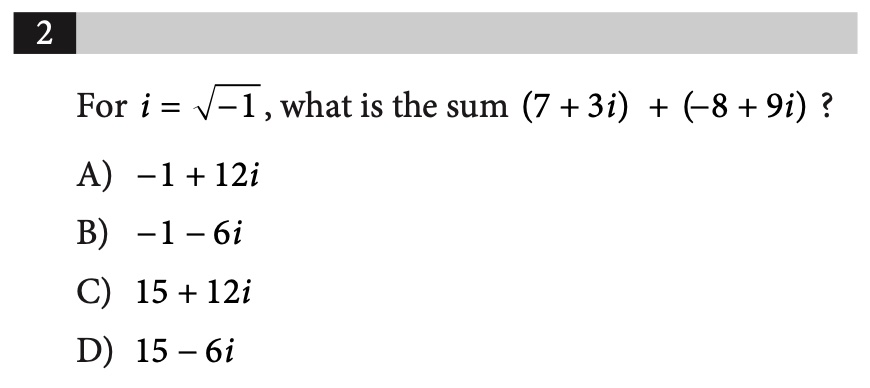 2
For i = √−1, what is the sum (7 + 3i) + (−8 + 9i) ?
A) −1 + 12i
B) −1 − 6i
C) 15 + 12i
D) 15 − 6i